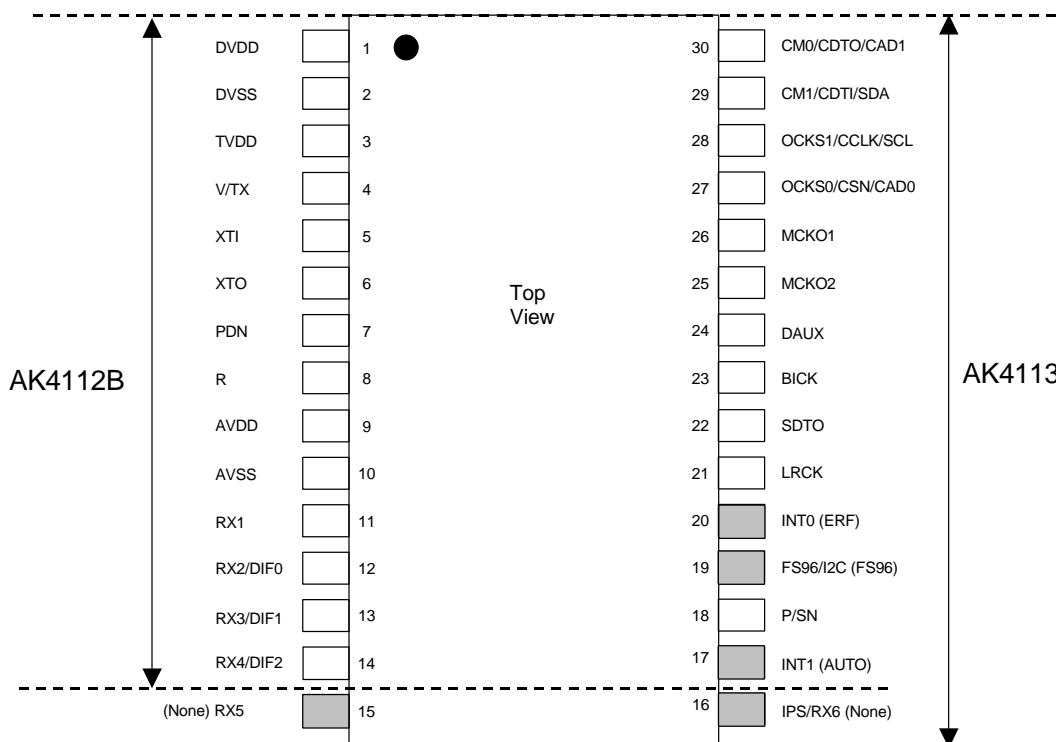 DVDD 1 30 CM0/CDTO/CAD1
DVSS 2 29 CM1/CDTI/SDA
TVDD 3 28 OCKS1/CCLK/SCL
V/TX 4 27 OCKS0/CSN/CAD0
XTI 5 26 MCKO1
XTO 6 25 MCKO2
Top
View
PDN 7 24 DAUX
AK4112B
R 8 23 BICK
AK4113
AVDD 9 22 SDTO
AVSS 10 21 LRCK
RX1 11 20 INT0 (ERF)
RX2/DIF0 12 19 FS96/I2C (FS96)
RX3/DIF1 13 18 P/SN
RX4/DIF2 14 17 INT1 (AUTO)
(None) RX5 15 16 IPS/RX6 (None)